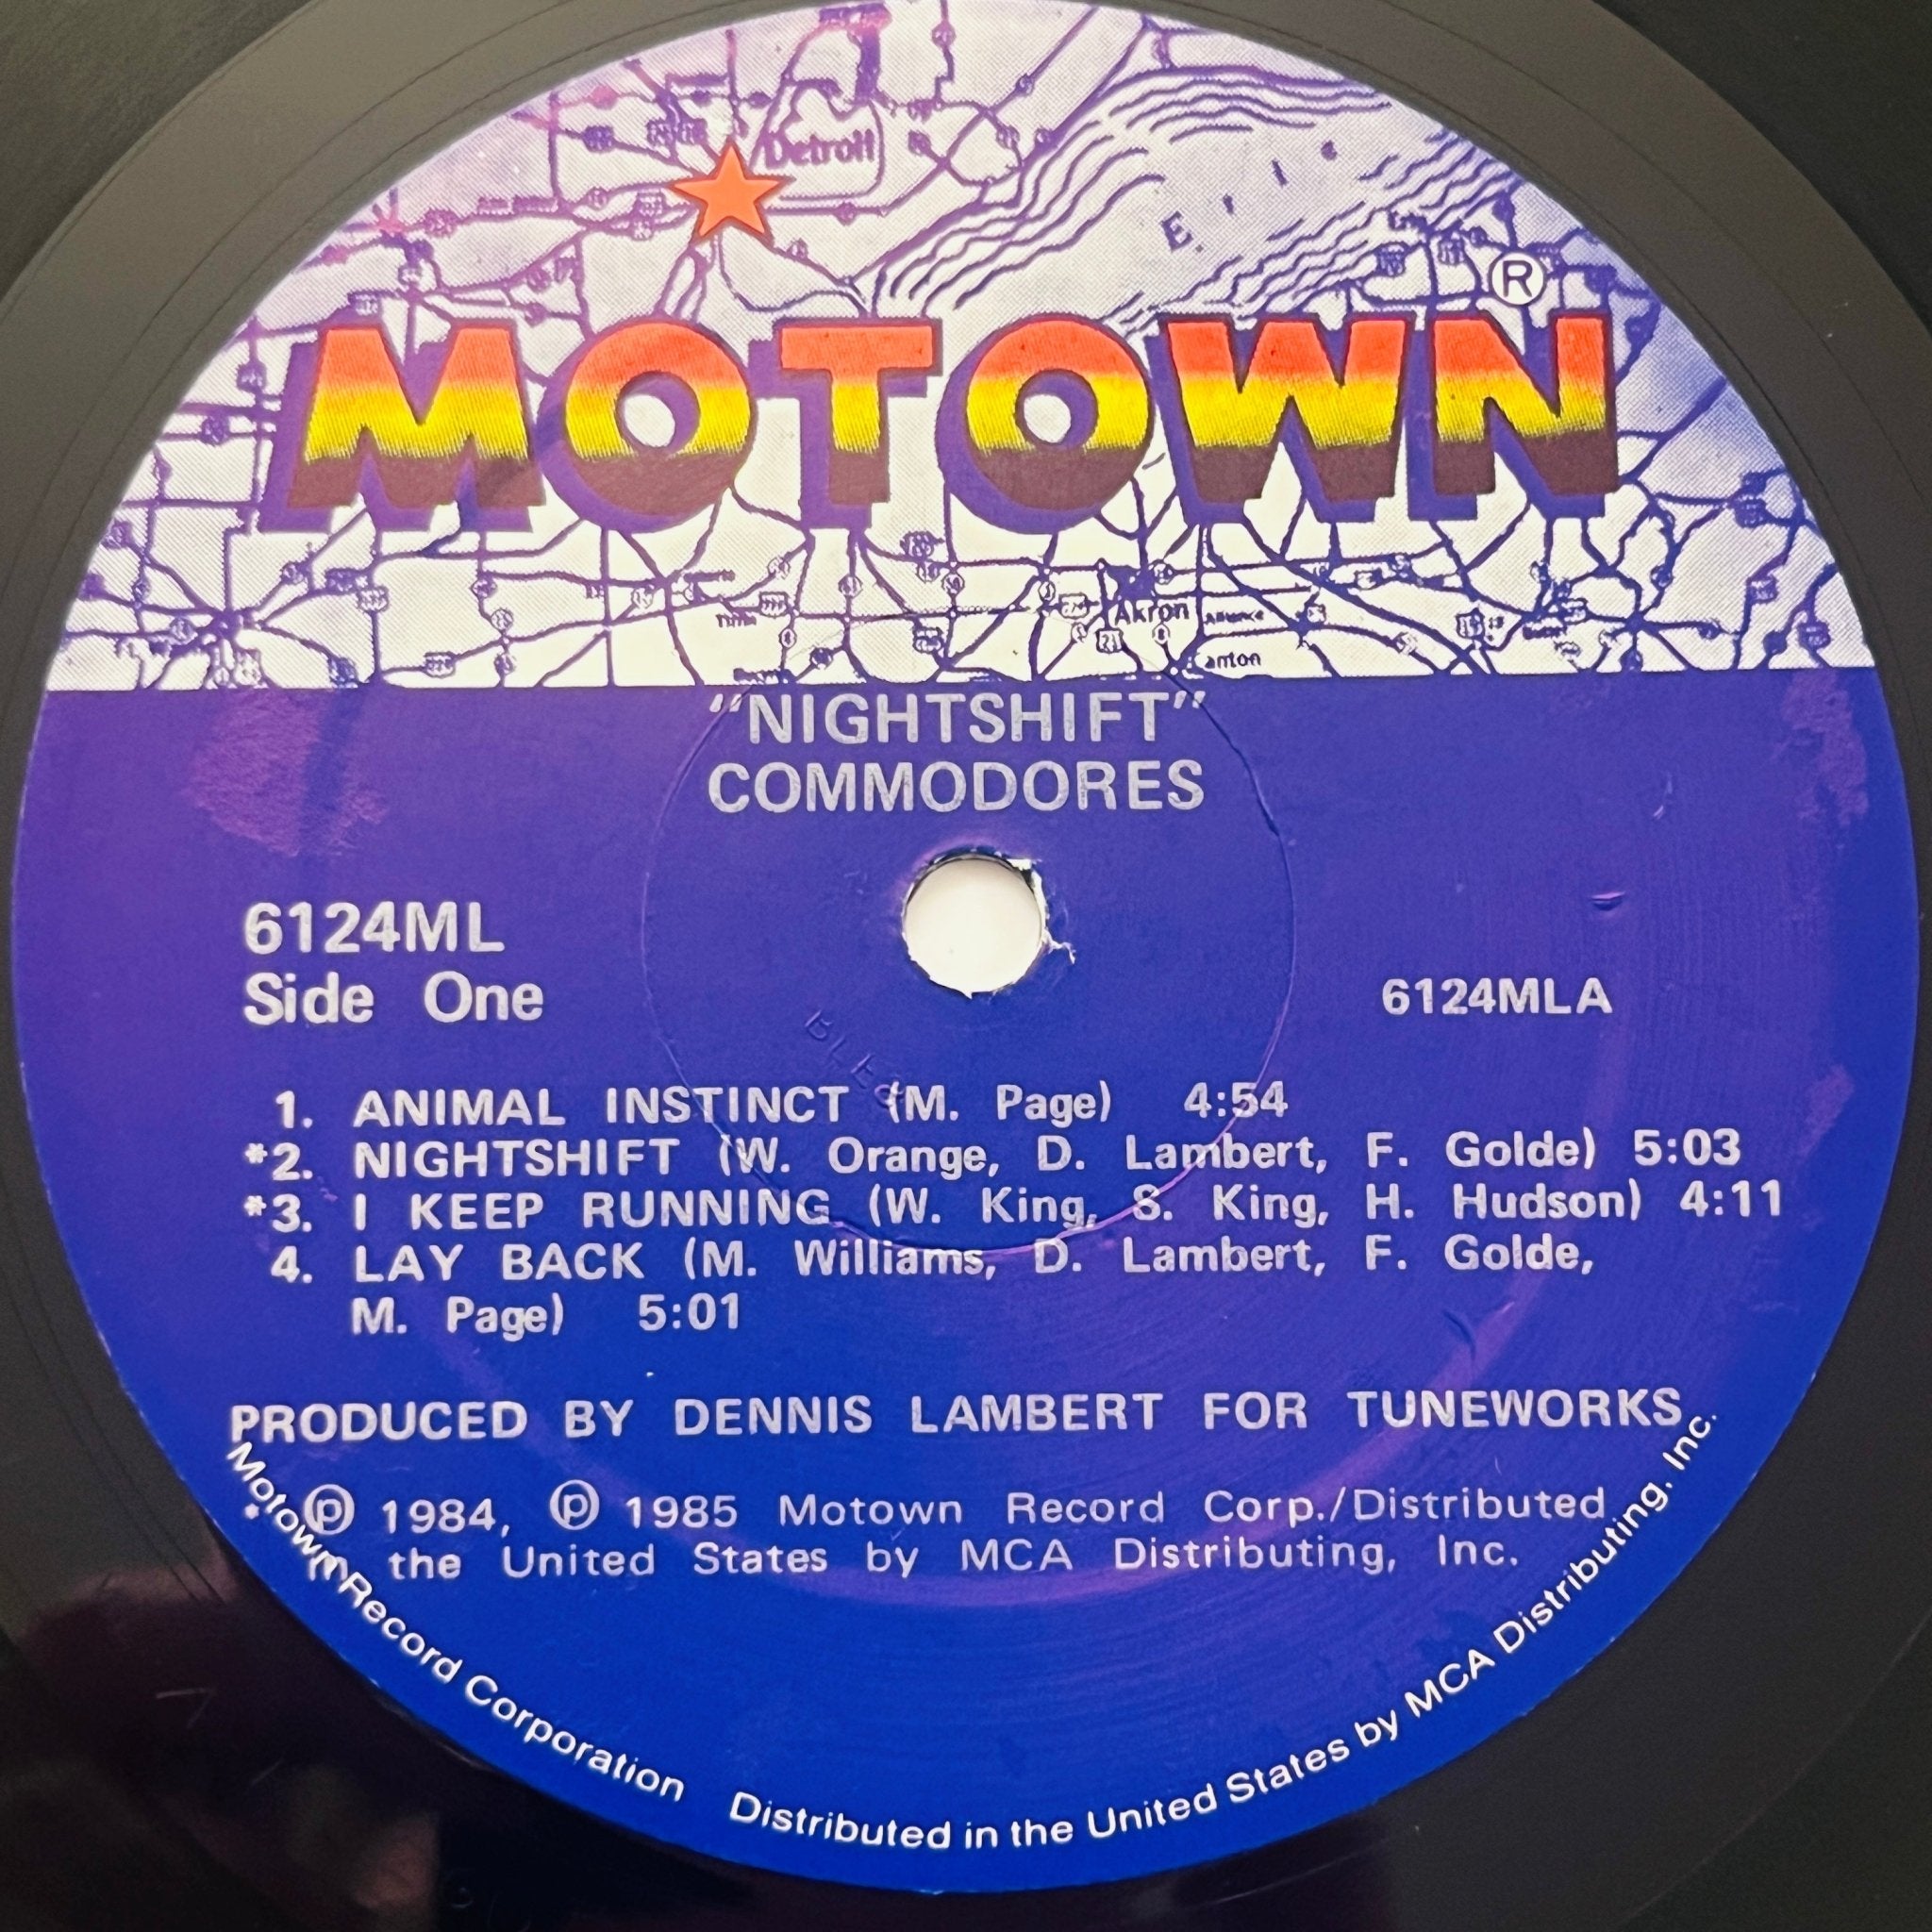 Detroit
Erie
®
MOTOWN
Akron
Alliance
anton
"NIGHTSHIFT"
COMMODORES
6124ML
Side One
6124MLA
1. ANIMAL INSTINCT (M. Page) 4:54
*2. NIGHTSHIFT (W. Orange, D. Lambert, F. Golde) 5:03
*3. I KEEP RUNNING (W. King, S. King, H. Hudson) 4:11
4. LAY BACK (M. Williams, D. Lambert, F. Golde,
M. Page) 5:01
PRODUCED BY DENNIS LAMBERT FOR TUNEWORKS
* ℗ 1984, ℗ 1985 Motown Record Corp./Distributed
the United States by MCA Distributing, Inc.
Motown Record Corporation Distributed in the United States by MCA Distributing, Inc.